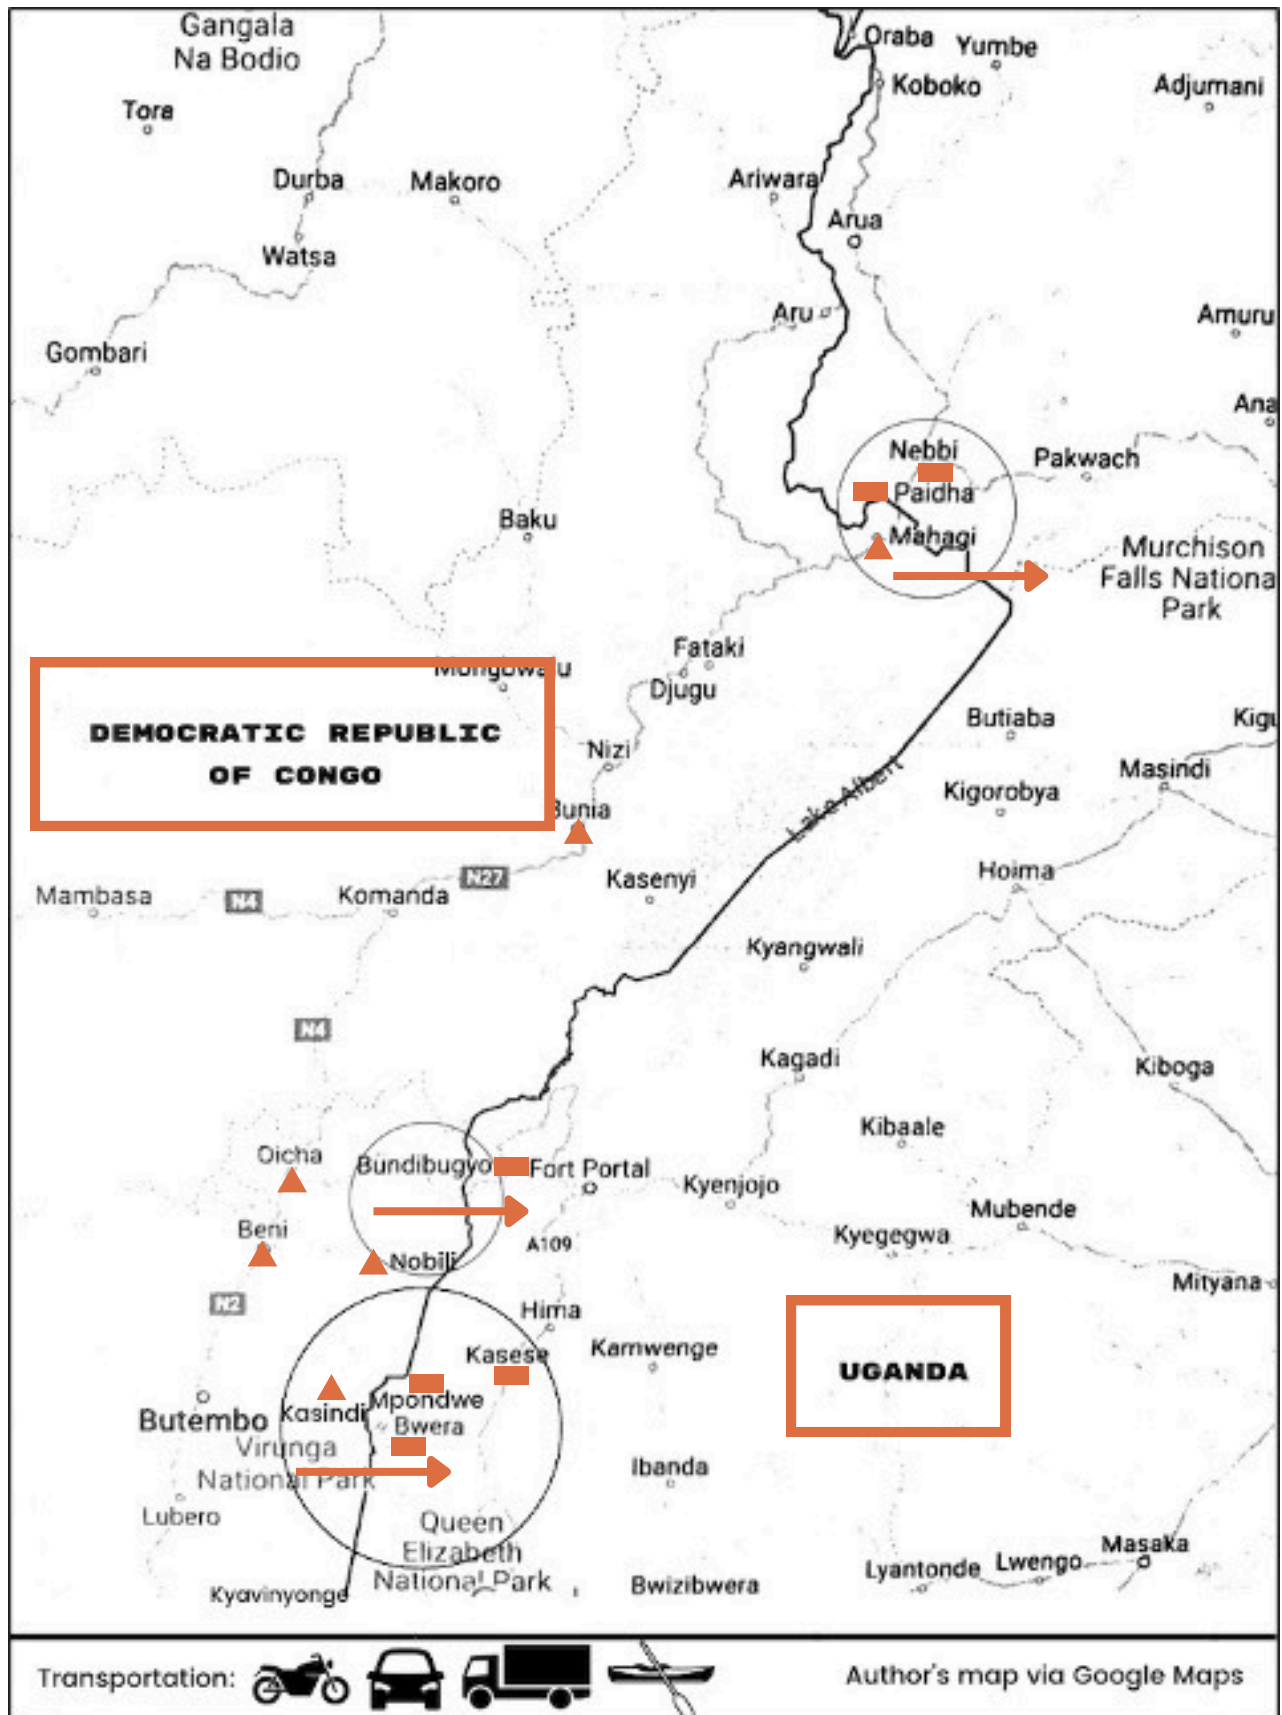 Gangala
Na Bodio
Oraba
Yumbe
Koboko
Adjumani
Tora
Durba
Makoro
Ariwara
Arua
Watsa
Aru
Amuru
Gombari
Ana
Nebbi
Pakwach
Paidha
Baku
Mahagi
Murchison
Falls Nationa
Park
Fataki
Mongbwalu
Djugu
Butiaba
Kigu
DEMOCRATIC REPUBLIC
OF CONGO
Nizi
Masindi
Lake Albert
Kigorobya
Bunia
Hoima
N27
Kasenyi
Mambasa
N4
Komanda
Kyangwali
N4
Kagadi
Kiboga
Kibaale
Oicha
Bundibugyo
Fort Portal
Kyenjojo
Mubende
Beni
Kyegegwa
A109
Nobili
Mityana
N2
Hima
Kamwenge
Kasese
UGANDA
Mpondwe
Kasindi
Butembo
Bwera
Virunga
National Park
Ibanda
Lubero
Queen
Elizabeth
National Park
Masaka
Lwengo
Lyantonde
Bwizibwera
Kyavinyonge
Transportation:
Author's map via Google Maps